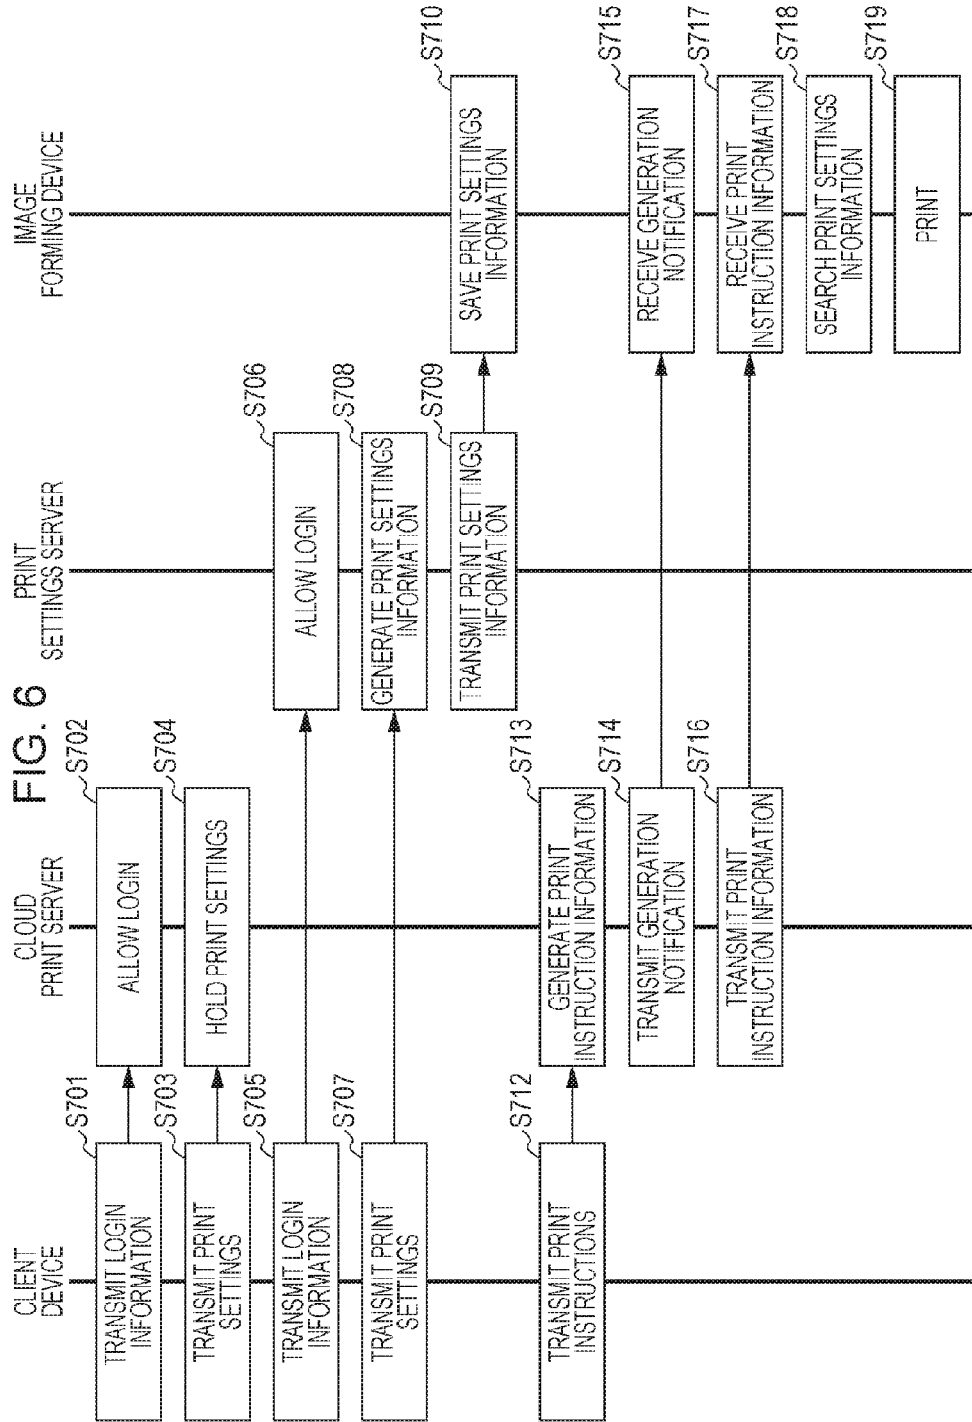 FIG. 6
CLIENT
DEVICE
CLOUD
PRINT SERVER
PRINT
SETTINGS SERVER
IMAGE
FORMING DEVICE
S701
TRANSMIT LOGIN
INFORMATION
S702
ALLOW LOGIN
S703
TRANSMIT PRINT
SETTINGS
S704
HOLD PRINT SETTINGS
S705
TRANSMIT LOGIN
INFORMATION
S706
ALLOW LOGIN
S707
TRANSMIT PRINT
SETTINGS
S708
GENERATE PRINT SETTINGS
INFORMATION
S709
TRANSMIT PRINT SETTINGS
INFORMATION
S710
SAVE PRINT SETTINGS
INFORMATION
S712
TRANSMIT PRINT
INSTRUCTIONS
S713
GENERATE PRINT
INSTRUCTION INFORMATION
S714
TRANSMIT GENERATION
NOTIFICATION
S715
RECEIVE GENERATION
NOTIFICATION
S716
TRANSMIT PRINT
INSTRUCTION INFORMATION
S717
RECEIVE PRINT
INSTRUCTION INFORMATION
S718
SEARCH PRINT SETTINGS
INFORMATION
S719
PRINT